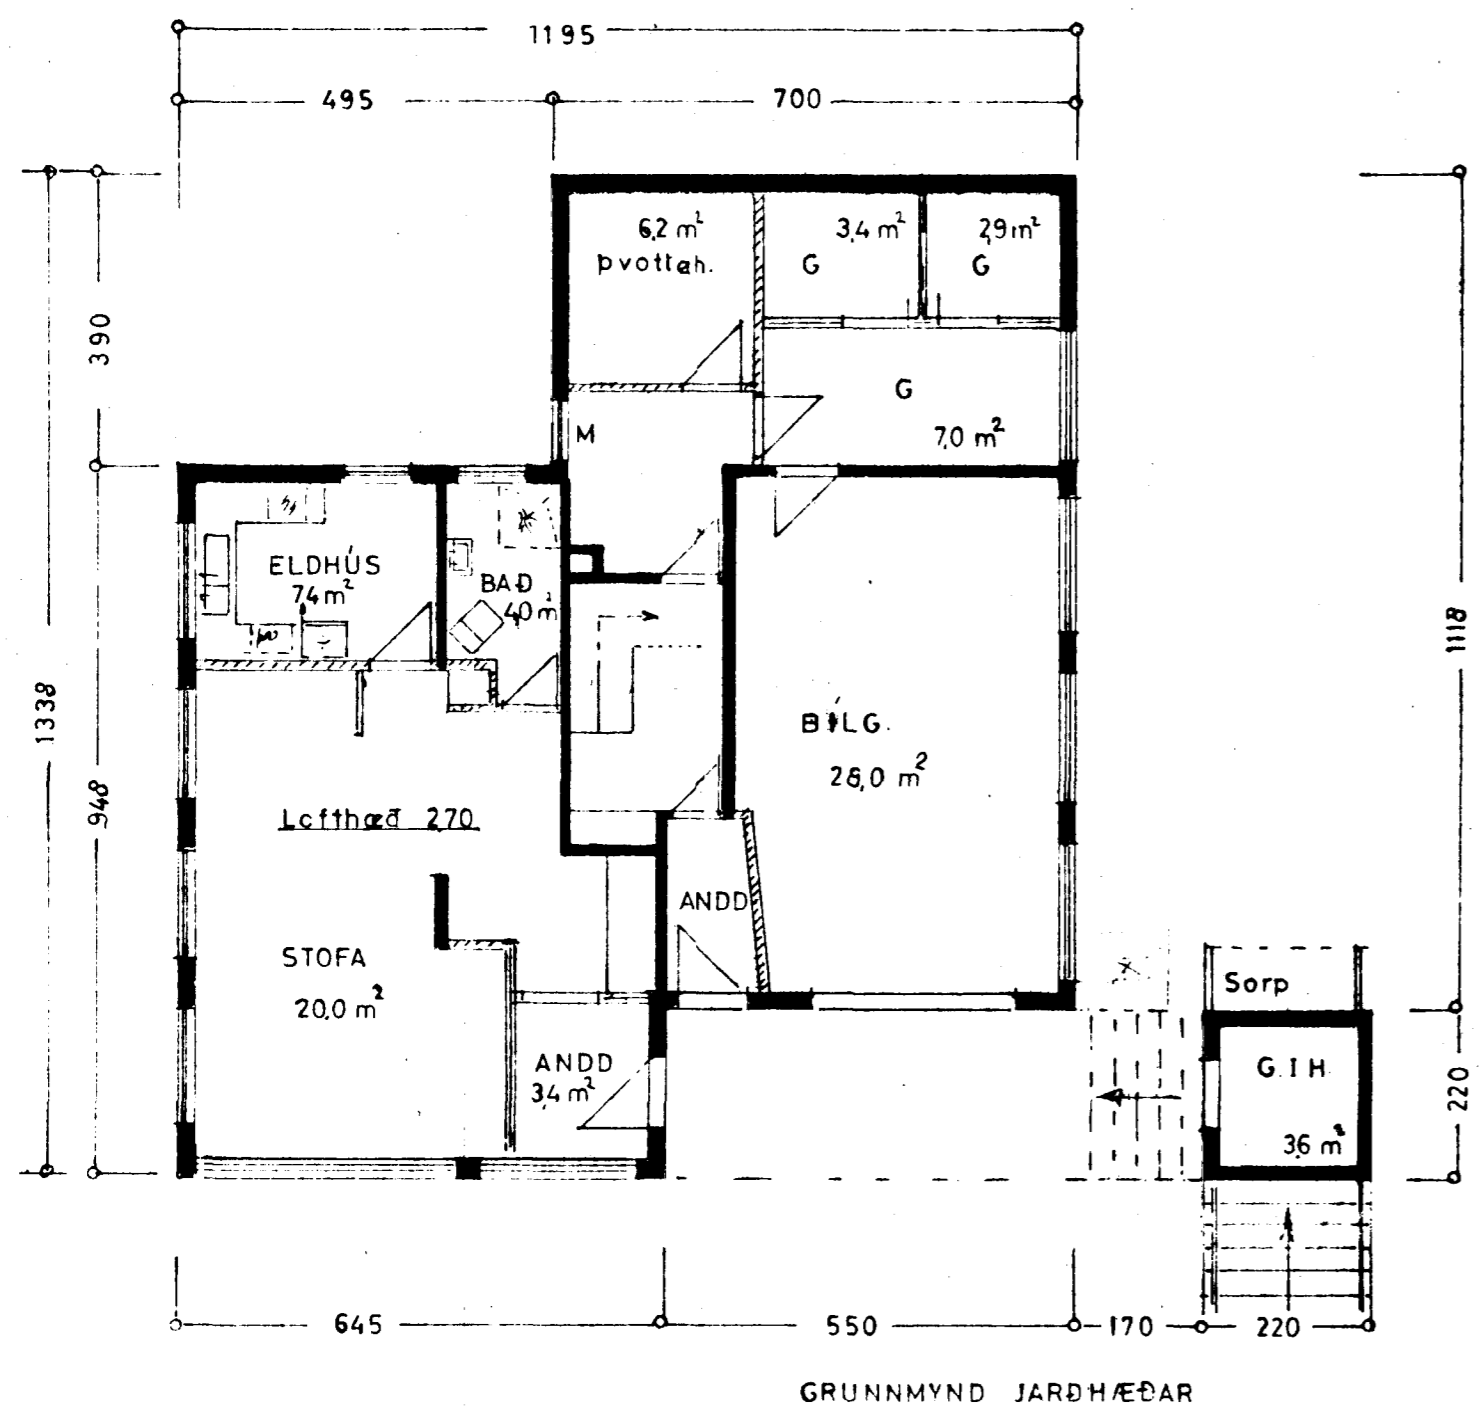 1195
495
700
6,2 m²
þvottah.
3,4 m²
G
2,9 m²
G
390
G
7,0 m²
M
ELDHÚS
7,4 m²
BAÐ
4,0 m²
1338
948
1118
BÍLG.
28,0 m²
Lofthæð 270
ANDD
STOFA
20,0 m²
Sorp
ANDD
3,4 m²
G.I H
3,6 m²
220
645
550
170
220
GRUNNMYND JARÐHÆÐAR